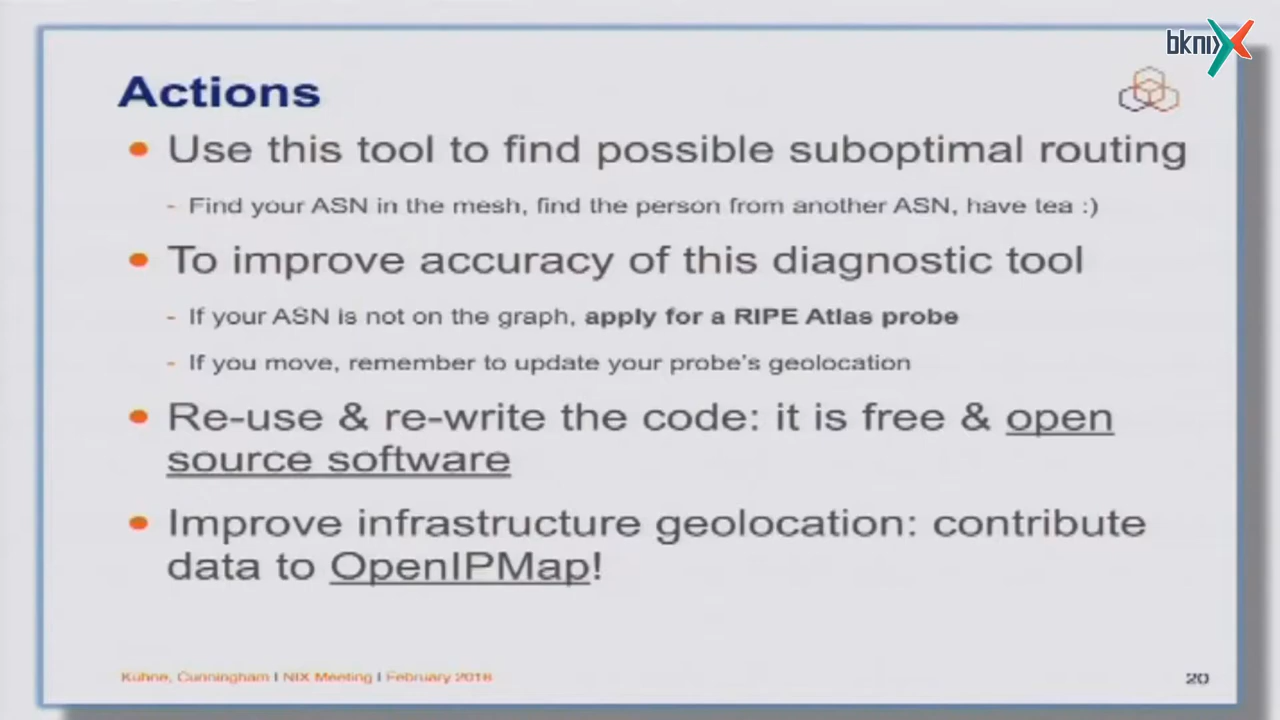 bknix
Actions
• Use this tool to find possible suboptimal routing
- Find your ASN in the mesh, find the person from another ASN, have tea :)
• To improve accuracy of this diagnostic tool
- If your ASN is not on the graph, apply for a RIPE Atlas probe
- If you move, remember to update your probe's geolocation
• Re-use & re-write the code: it is free & open
source software
• Improve infrastructure geolocation: contribute
data to OpenIPMap!
Kuhne, Cunningham | NIX Meeting | February 2018
20